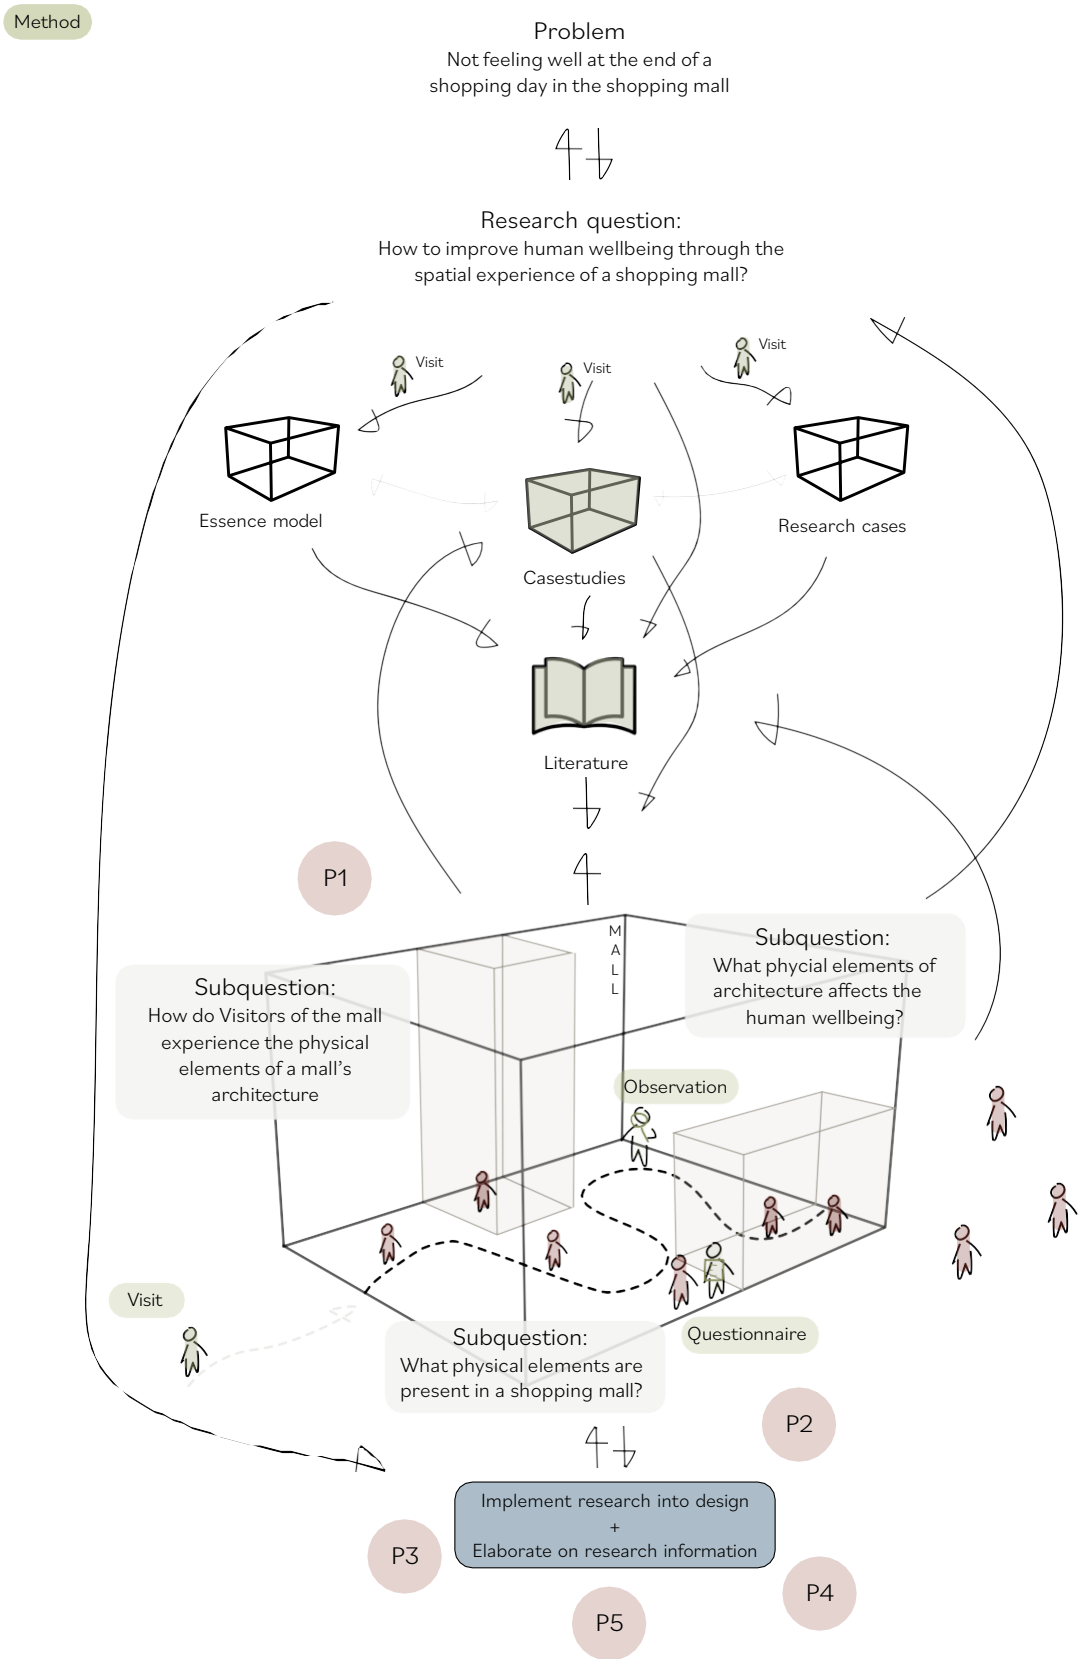 Method
Problem
Not feeling well at the end of a
shopping day in the shopping mall
Research question:
How to improve human wellbeing through the
spatial experience of a shopping mall?
Visit
Visit
Visit
Essence model
Casestudies
Research cases
Literature
P1
MALL
Subquestion:
How do Visitors of the mall
experience the physical
elements of a mall’s
architecture
Subquestion:
What phycial elements of
architecture affects the
human wellbeing?
Observation
Visit
Questionnaire
Subquestion:
What physical elements are
present in a shopping mall?
P2
Implement research into design
+
Elaborate on research information
P3
P4
P5